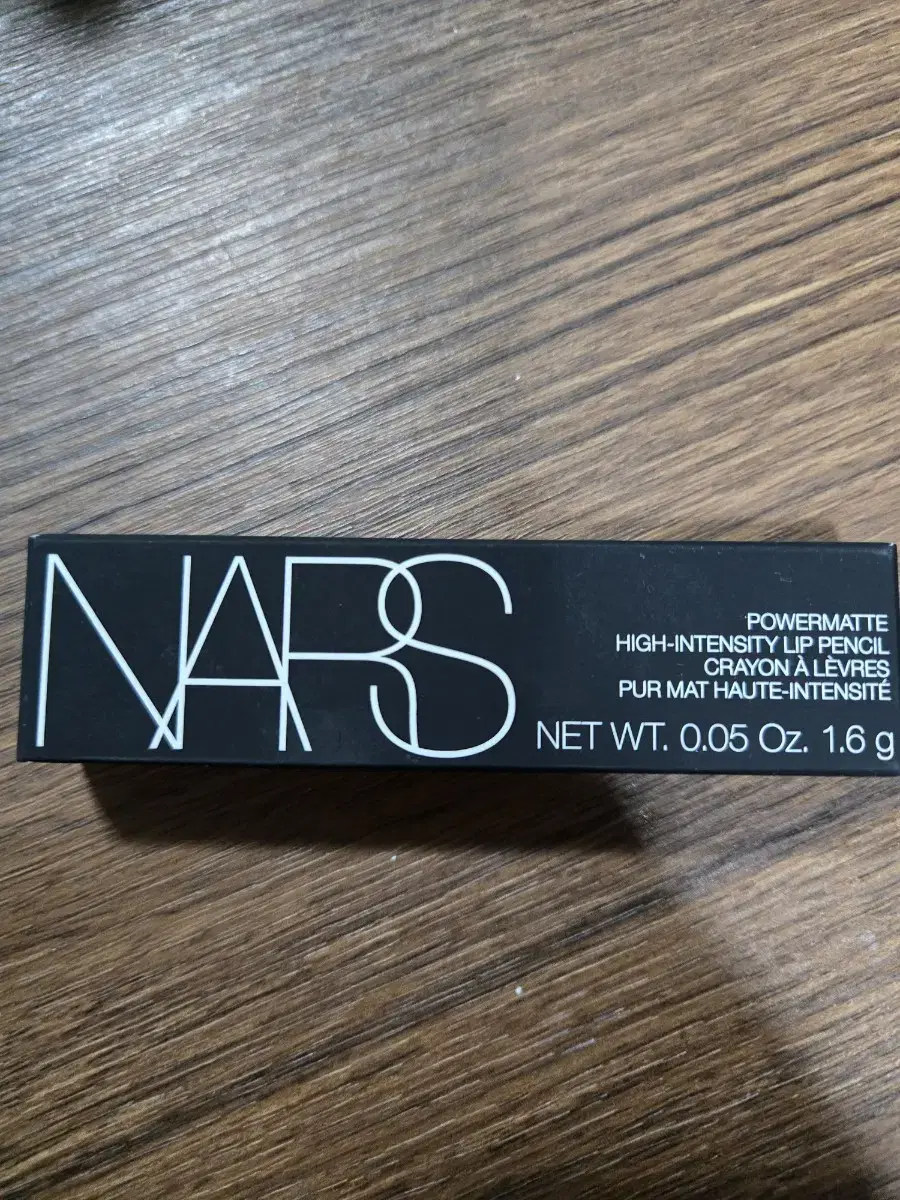 NARS
POWERMATTE
HIGH-INTENSITY LIP PENCIL
CRAYON À LÈVRES
PUR MAT HAUTE-INTENSITÉ
NET WT. 0.05 Oz. 1.6 g